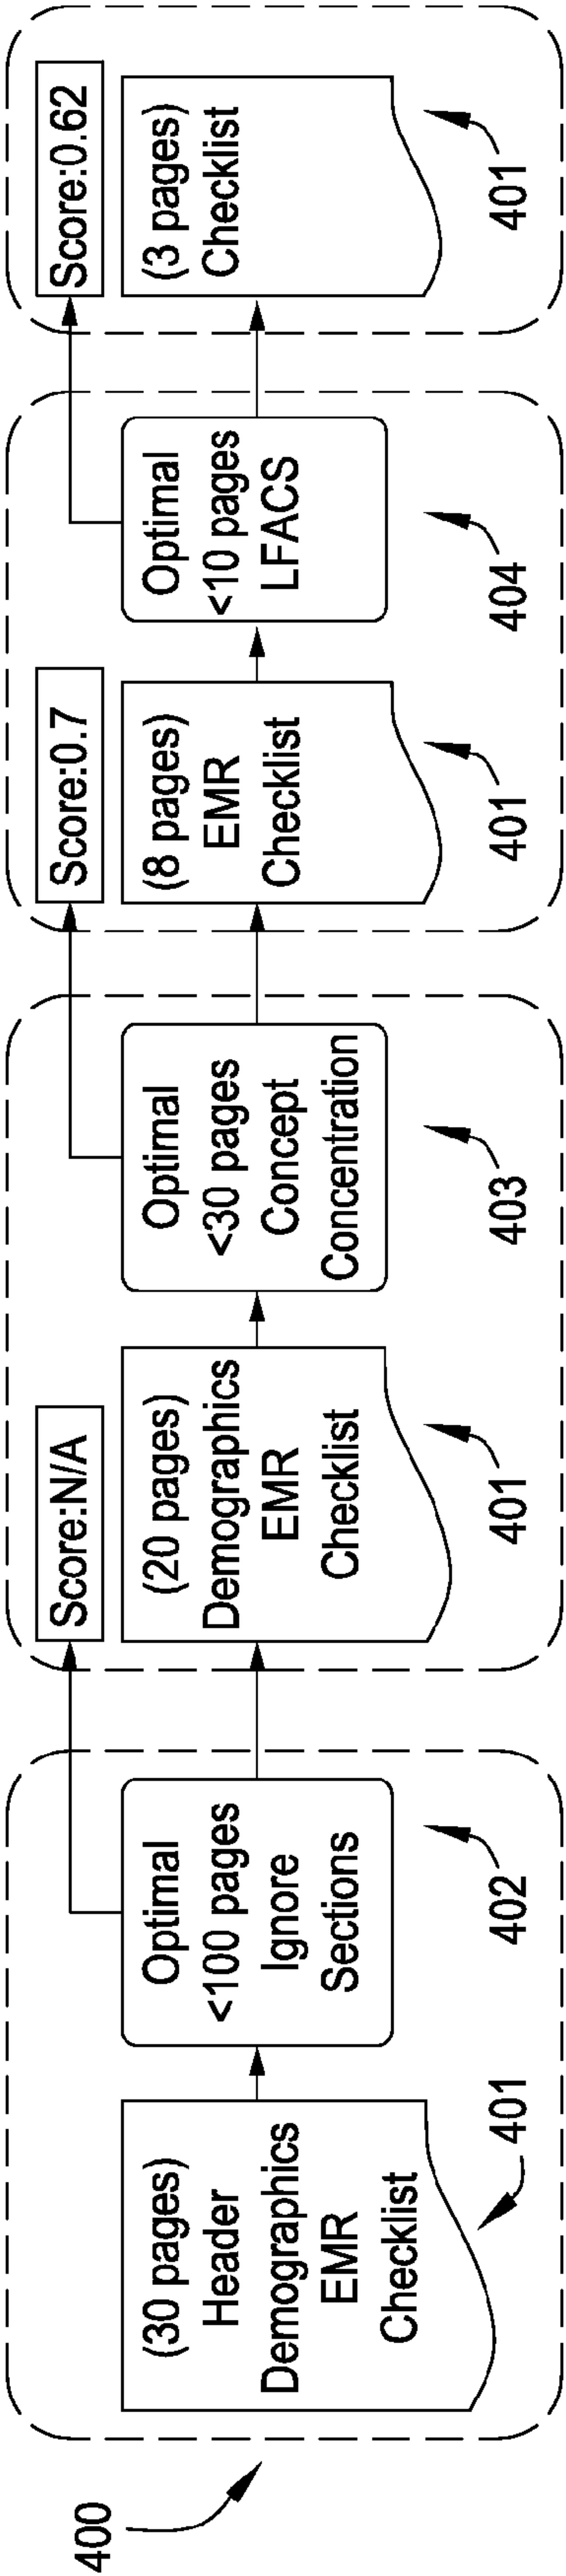 400
(30 pages)
Header
Demographics
EMR
Checklist
401
Optimal
<100 pages
Ignore
Sections
402
Score:N/A
(20 pages)
Demographics
EMR
Checklist
401
Optimal
<30 pages
Concept
Concentration
403
Score:0.7
(8 pages)
EMR
Checklist
401
Optimal
<10 pages
LFACS
404
Score:0.62
(3 pages)
Checklist
401